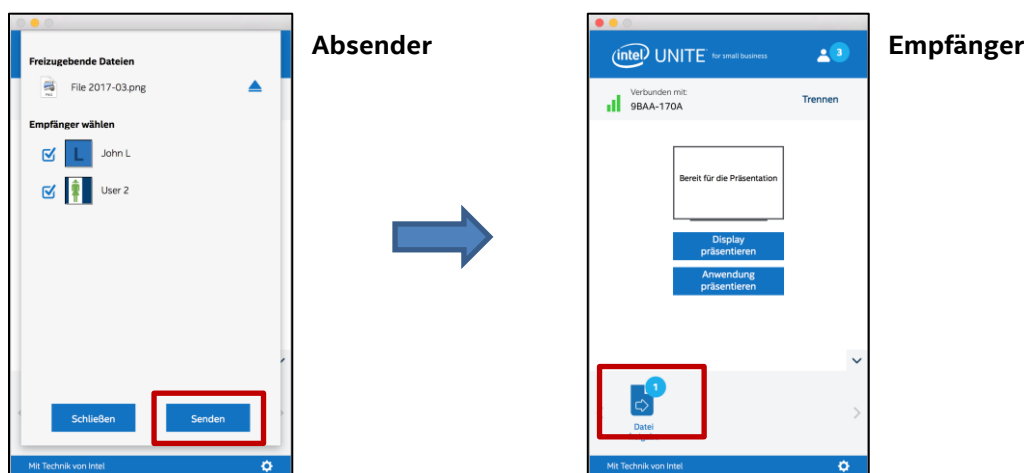 Freizugebende Dateien
File 2017-03.png
Empfänger wählen
L
John L
User 2
Schließen
Senden
Mit Technik von Intel
Absender
intel UNITE for small business
3
Verbunden mit:
9BAA-170A
Trennen
Bereit für die Präsentation
Display
präsentieren
Anwendung
präsentieren
1
Datei
Mit Technik von Intel
Empfänger